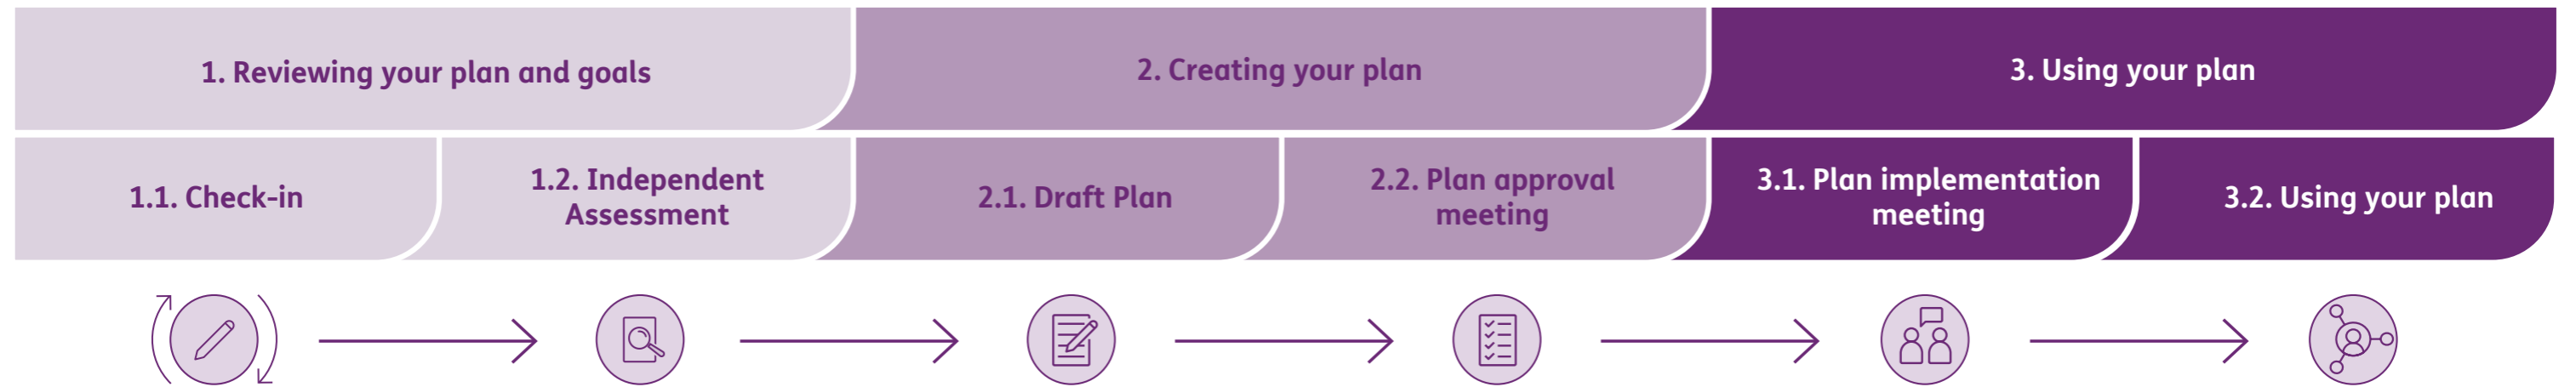 1. Reviewing your plan and goals
2. Creating your plan
3. Using your plan
1.1. Check-in
1.2. Independent
Assessment
2.1. Draft Plan
2.2. Plan approval
meeting
3.1. Plan implementation
meeting
3.2. Using your plan